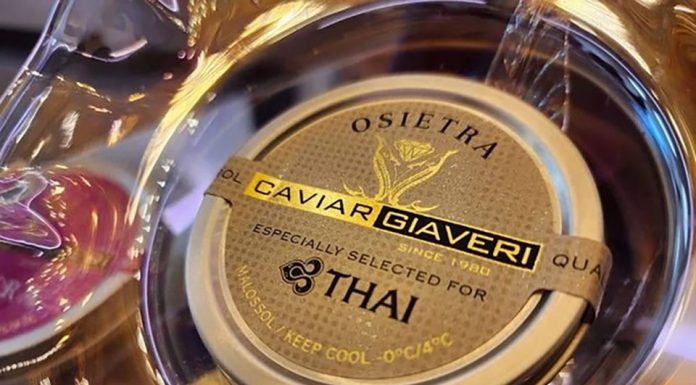 OSIETRA
CAVIAR GIAVERI
SINCE 1980
ESPECIALLY SELECTED FOR
THAI
MALOSSOL / KEEP COOL -0°C/4°C